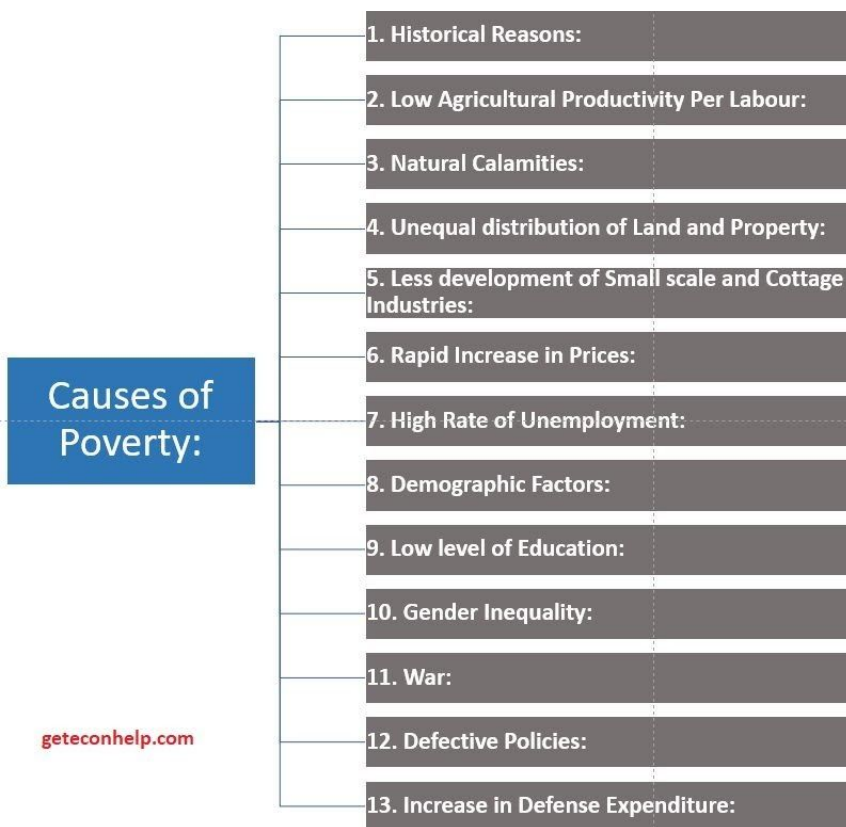 Causes of
Poverty:
1. Historical Reasons:
2. Low Agricultural Productivity Per Labour:
3. Natural Calamities:
4. Unequal distribution of Land and Property:
5. Less development of Small scale and Cottage
Industries:
6. Rapid Increase in Prices:
7. High Rate of Unemployment:
8. Demographic Factors:
9. Low level of Education:
10. Gender Inequality:
11. War:
12. Defective Policies:
13. Increase in Defense Expenditure:
geteconhelp.com